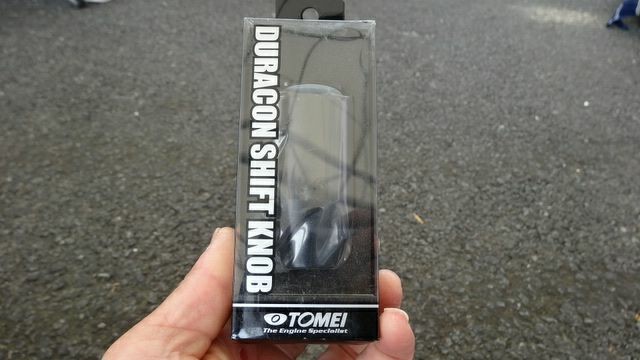 DURACON SHIFT KNOB
TOMEI
The Engine Specialist